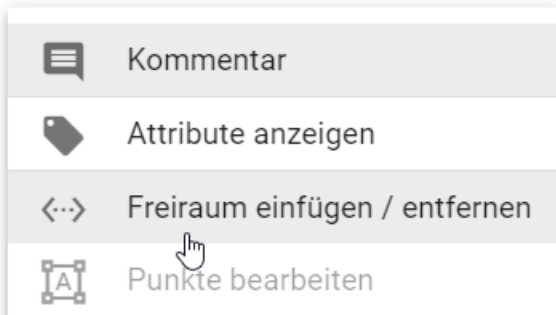 Kommentar
Attribute anzeigen
Freiraum einfügen / entfernen
A Punkte bearbeiten